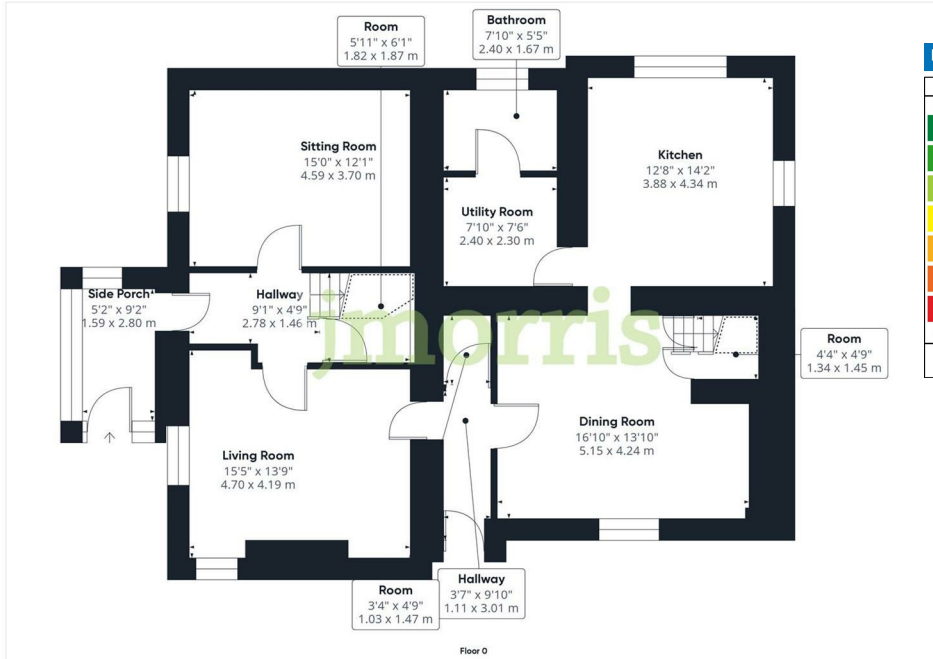 Room
5'11" x 6'1"
1.82 x 1.87 m
Bathroom
7'10" x 5'5"
2.40 x 1.67 m
Sitting Room
15'0" x 12'1"
4.59 x 3.70 m
Kitchen
12'8" x 14'2"
3.88 x 4.34 m
Utility Room
7'10" x 7'6"
2.40 x 2.30 m
Side Porch
5'2" x 9'2"
1.59 x 2.80 m
Hallway
9'1" x 4'9"
2.78 x 1.46 m
jmorris
Room
4'4" x 4'9"
1.34 x 1.45 m
Dining Room
16'10" x 13'10"
5.15 x 4.24 m
Living Room
15'5" x 13'9"
4.70 x 4.19 m
Room
3'4" x 4'9"
1.03 x 1.47 m
Hallway
3'7" x 9'10"
1.11 x 3.01 m
Floor 0